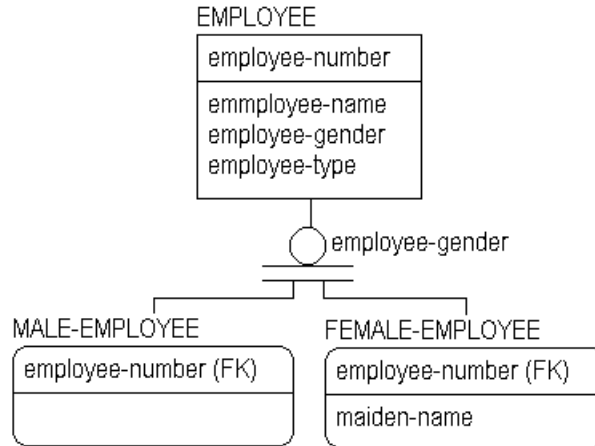 EMPLOYEE
employee-number
emmployee-name
employee-gender
employee-type
employee-gender
MALE-EMPLOYEE
employee-number (FK)
FEMALE-EMPLOYEE
employee-number (FK)
maiden-name